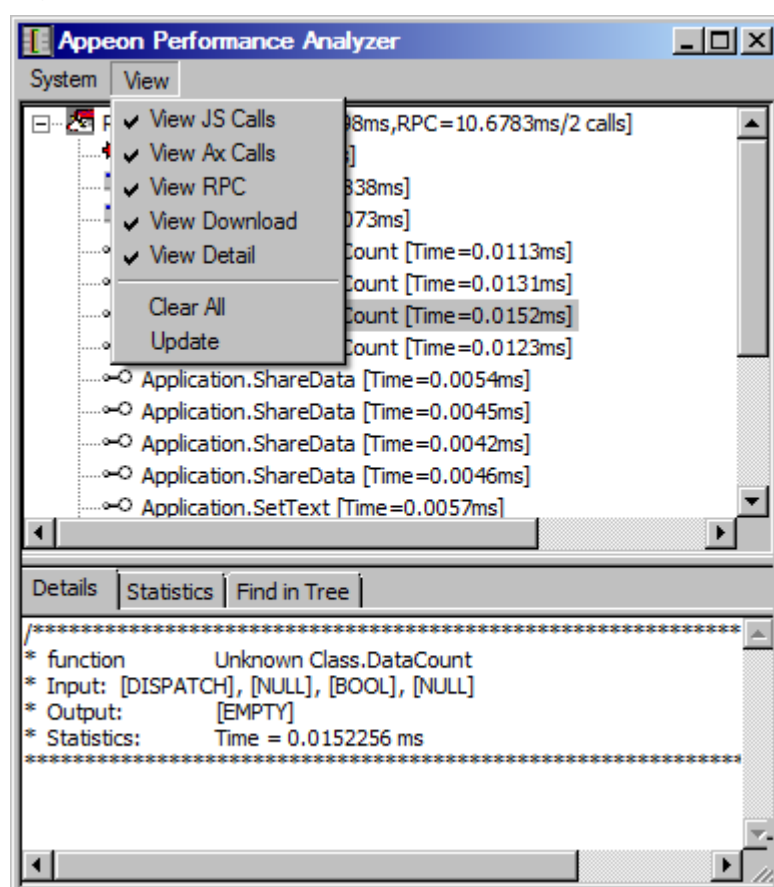 Appeon Performance Analyzer
System View
View JS Calls 98ms,RPC=10.6783ms/2 calls]
View Ax Calls ]
View RPC 338ms]
View Download 073ms]
View Detail Count [Time=0.0113ms]
Count [Time=0.0131ms]
Clear All Count [Time=0.0152ms]
Update Count [Time=0.0123ms]
Application.ShareData [Time=0.0054ms]
Application.ShareData [Time=0.0045ms]
Application.ShareData [Time=0.0042ms]
Application.ShareData [Time=0.0046ms]
Application.SetText [Time=0.0057ms]
Details Statistics Find in Tree
/***********************************************************
* function Unknown Class.DataCount
* Input: [DISPATCH], [NULL], [BOOL], [NULL]
* Output: [EMPTY]
* Statistics: Time = 0.0152256 ms
************************************************************